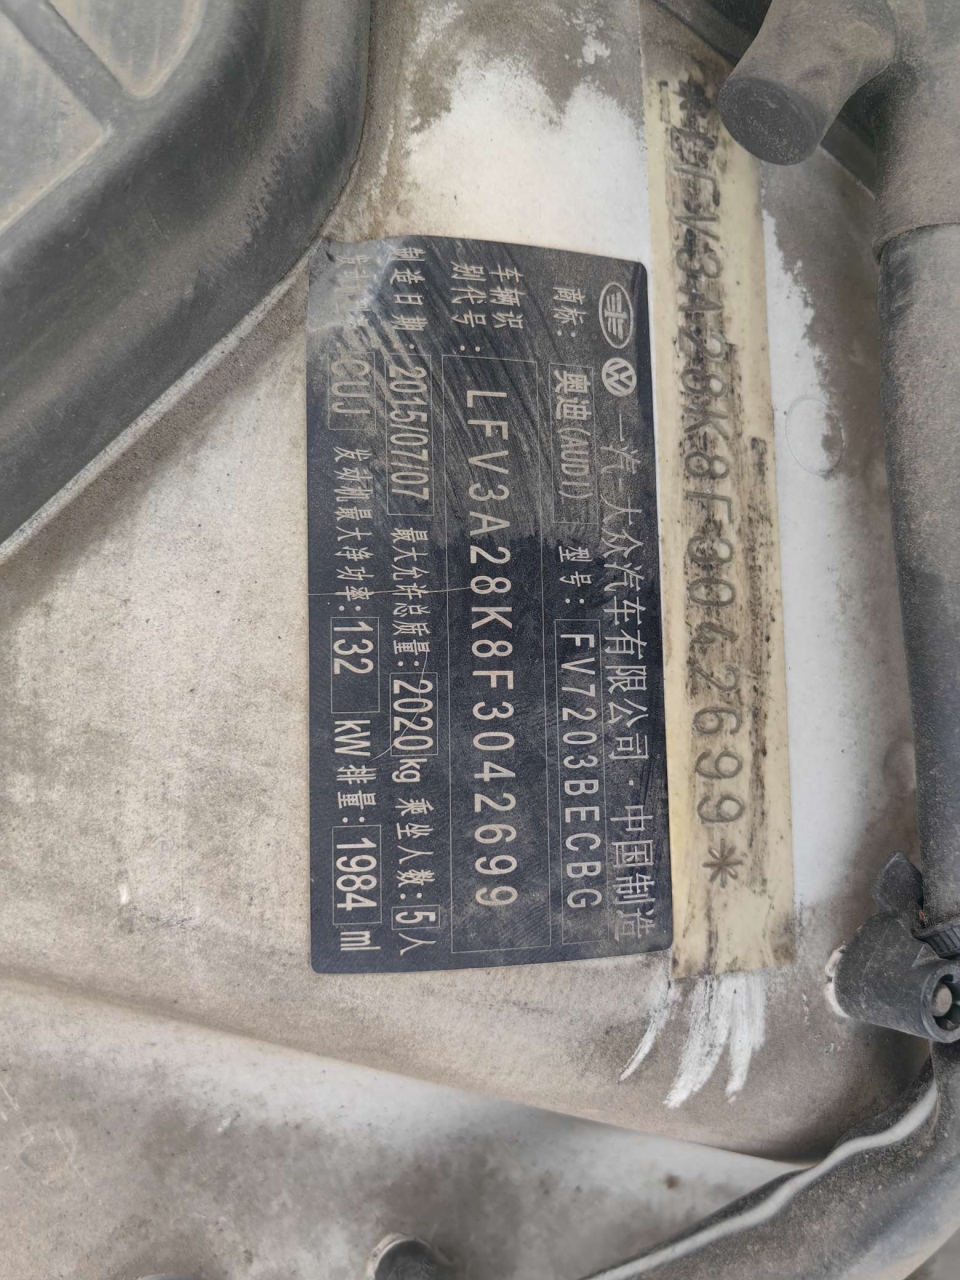 一汽-大众汽车有限公司·中国制造
商标: 奥迪(AUDI) 型号: FV7203BECBG
车辆识别代号: LFV3A28K8F3042699
制造日期: 2015/07/07 最大允许总质量: 2020kg 乘坐人数: 5人
CUJ 发动机最大净功率: 132 kW 排量: 1984 ml
3A28K8F3042699*